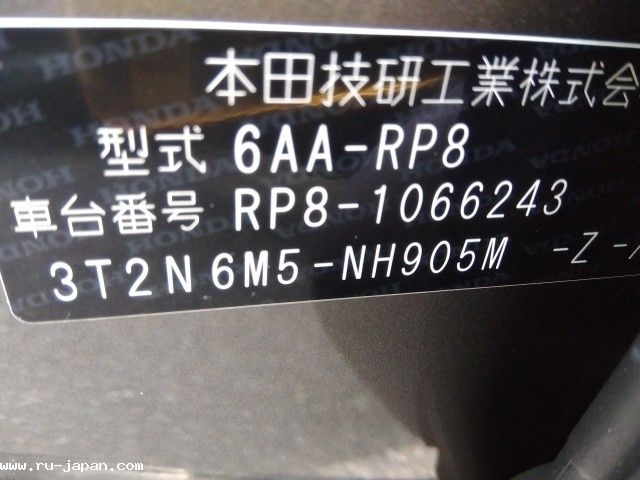 本田技研工業株式会
型式 6AA-RP8
車台番号 RP8-1066243
3T2N6M5-NH905M -Z -
www.ru-japan.com